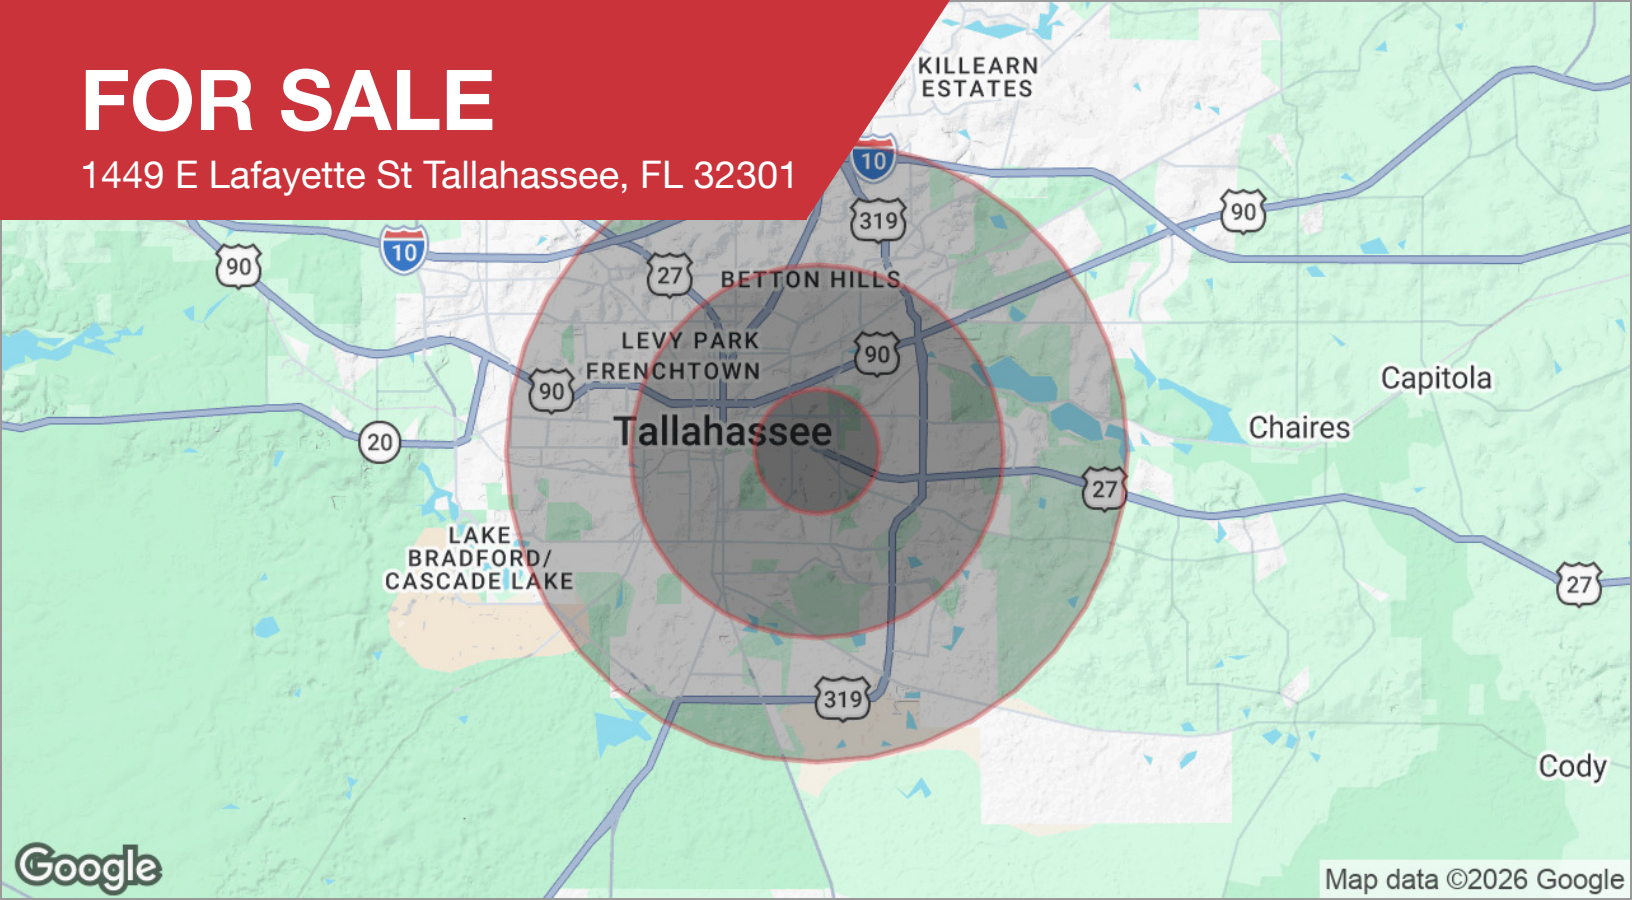 FOR SALE
1449 E Lafayette St Tallahassee, FL 32301
KILLEARN
ESTATES
10
319
90
90
10
27
BETTON HILLS
LEVY PARK
90
FRENCHTOWN
90
Capitola
Tallahassee
Chaires
20
27
LAKE
BRADFORD/
CASCADE LAKE
27
319
Cody
Google
Map data ©2026 Google